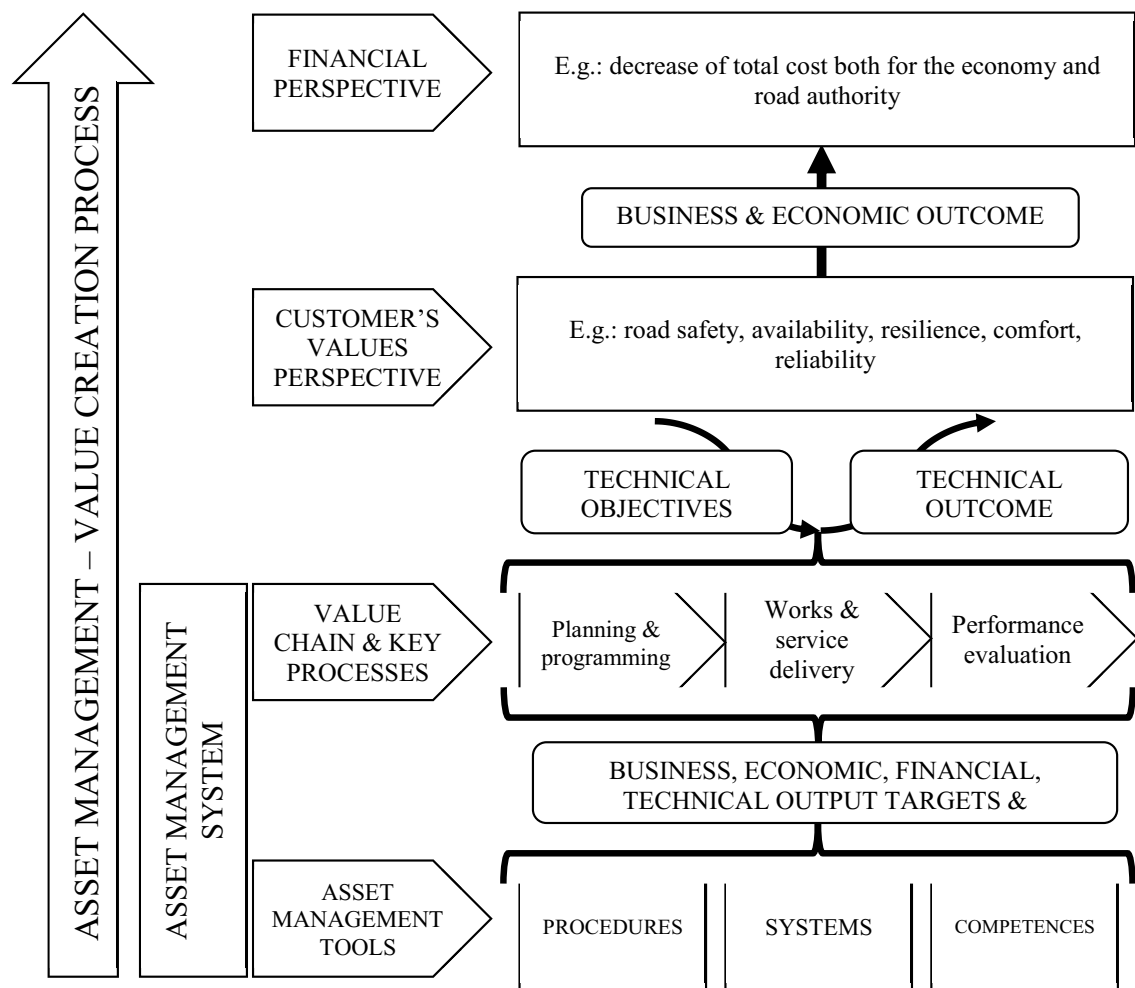 ASSET MANAGEMENT – VALUE CREATION PROCESS
FINANCIAL
PERSPECTIVE
E.g.: decrease of total cost both for the economy and
road authority
BUSINESS & ECONOMIC OUTCOME
CUSTOMER'S
VALUES
PERSPECTIVE
E.g.: road safety, availability, resilience, comfort,
reliability
TECHNICAL
OBJECTIVES
TECHNICAL
OUTCOME
ASSET MANAGEMENT
SYSTEM
VALUE
CHAIN & KEY
PROCESSES
Planning &
programming
Works &
service
delivery
Performance
evaluation
BUSINESS, ECONOMIC, FINANCIAL,
TECHNICAL OUTPUT TARGETS &
ASSET
MANAGEMENT
TOOLS
PROCEDURES
SYSTEMS
COMPETENCES